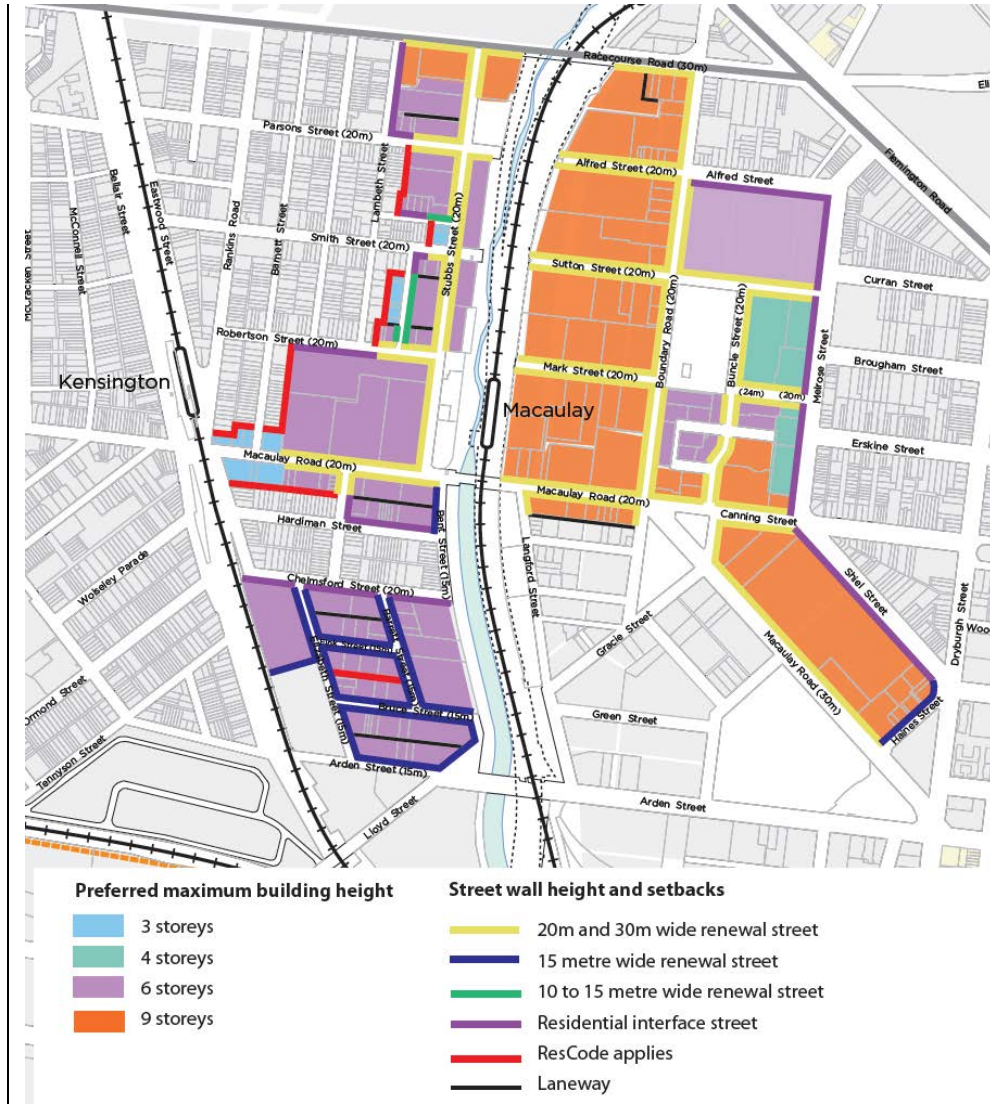 Racecourse Road (30m)
Eli
Parsons Street (20m)
Lambeth Street
Alfred Street (20m)
Alfred Street
Flemington Road
Bellair Street
Eastwood Street
McConnell Street
McCracken Street
Rankins Road
Barnett Street
Smith Street (20m)
Stubbs Street (20m)
Sutton Street (20m)
Boundary Road (20m)
Buncle Street (20m)
Curran Street
Robertson Street (20m)
Kensington
Mark Street (20m)
Melrose Street
Brougham Street
(24m)
(20m)
Macaulay
Erskine Street
Macaulay Road (20m)
Macaulay Road (20m)
Canning Street
Hardiman Street
Bent Street (15m)
Langford Street
Wolseley Parade
Chelmsford Street (20m)
Shiel Street
Dryburgh Street
Woo
Gracie Street
Macaulay Road (30m)
Bruce Street (15m)
Green Street
Haines Street
Ormond Street
Tennyson Street
Arden Street (15m)
Lloyd Street
Arden Street
Preferred maximum building height
3 storeys
4 storeys
6 storeys
9 storeys
Street wall height and setbacks
20m and 30m wide renewal street
15 metre wide renewal street
10 to 15 metre wide renewal street
Residential interface street
ResCode applies
Laneway